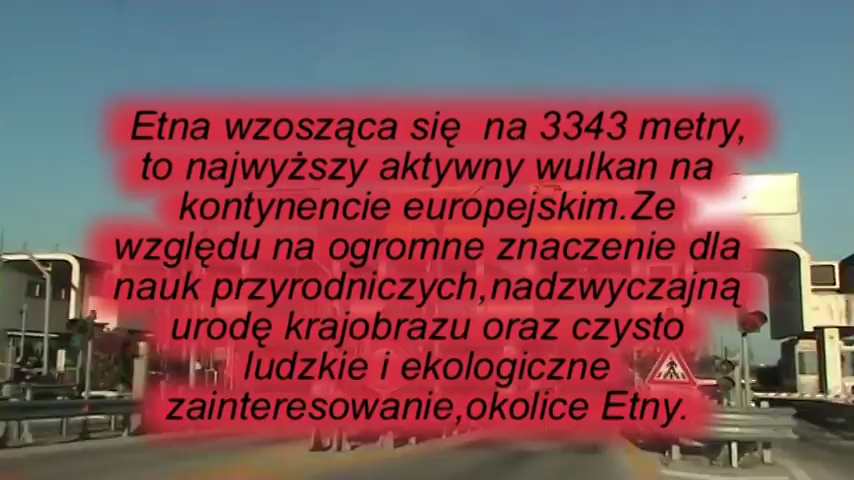 Etna wzosząca się na 3343 metry,
to najwyższy aktywny wulkan na
kontynencie europejskim.Ze
względu na ogromne znaczenie dla
nauk przyrodniczych,nadzwyczajną
urodę krajobrazu oraz czysto
ludzkie i ekologiczne
zainteresowanie,okolice Etny.